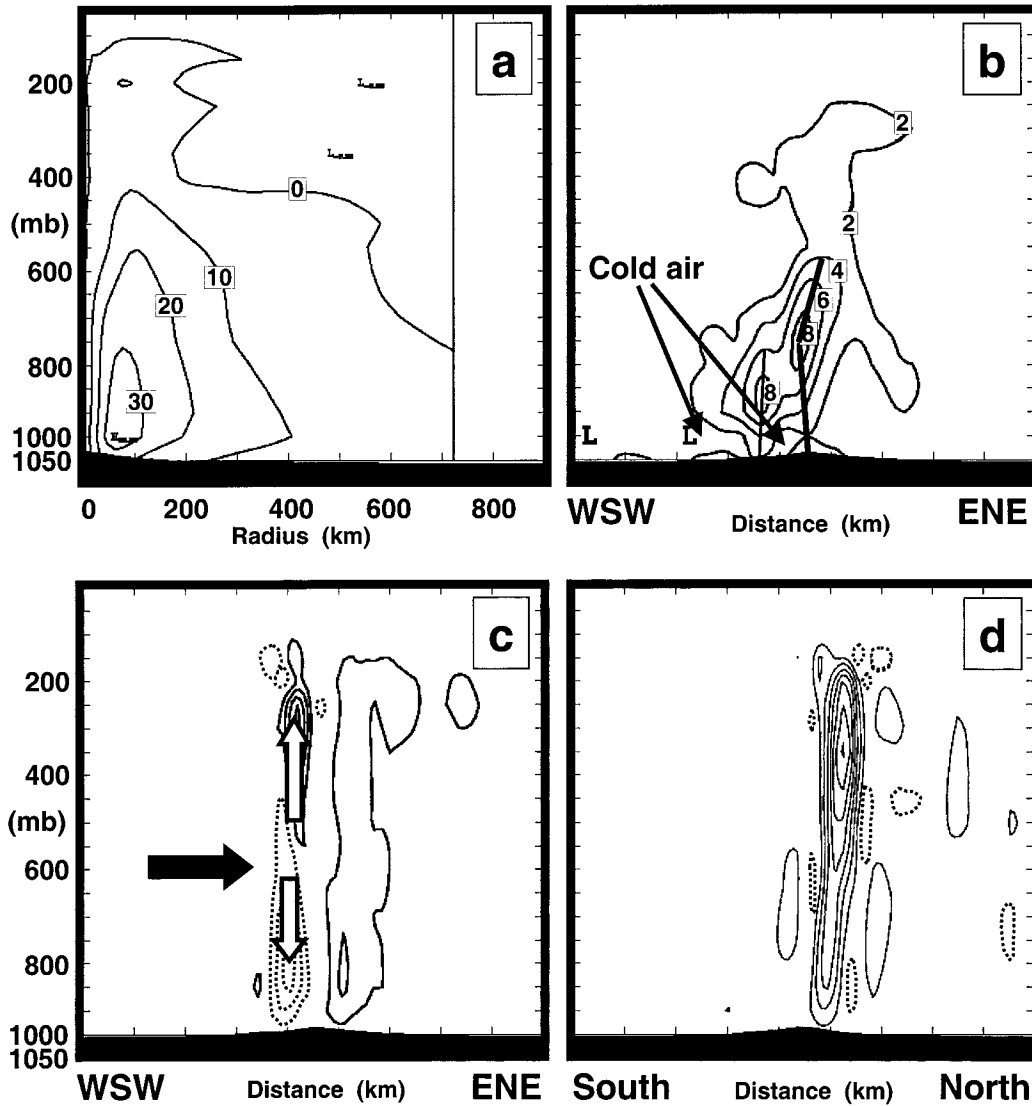 a
200
400
(mb)
600
800
1000
1050
0
10
20
30
0 200 400 600 800
Radius (km)
b
2
2
4
6
8
8
Cold air
L L
WSW Distance (km) ENE
c
200
400
(mb)
600
800
1000
1050
WSW Distance (km) ENE
d
South Distance (km) North